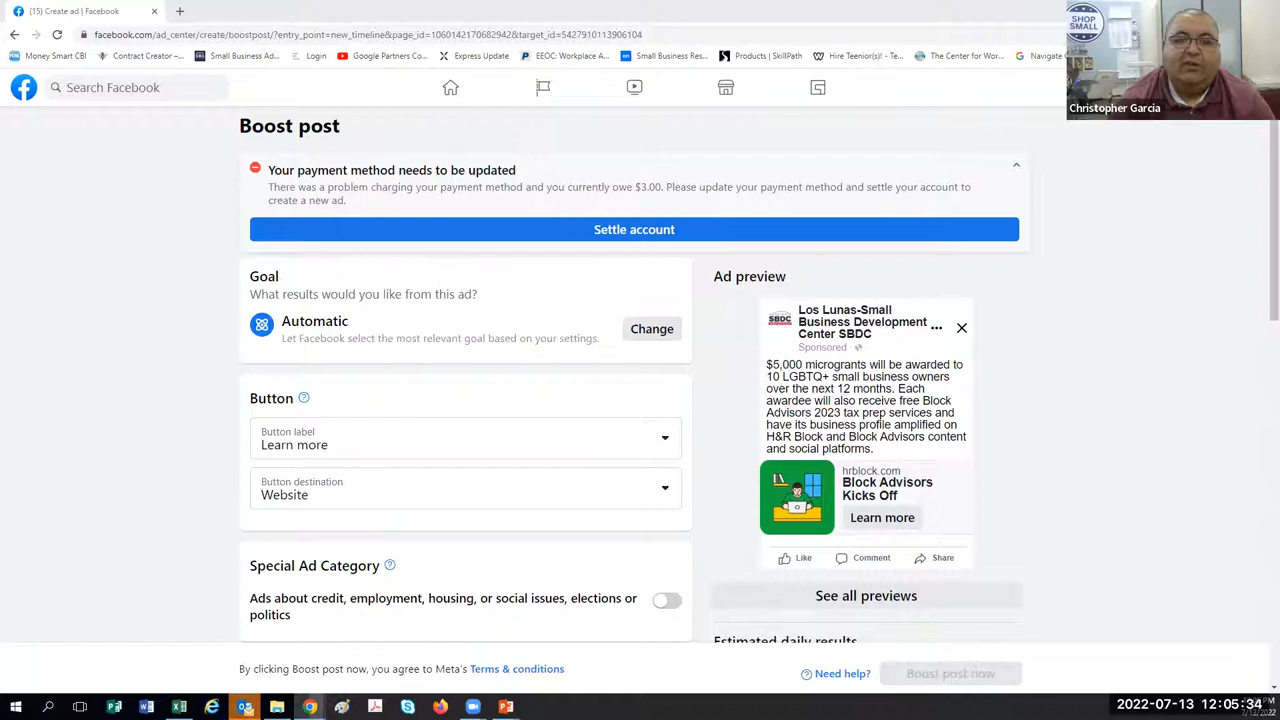 (15) Create ad | Facebook
facebook.com/ad_center/create/boostpost/?entry_point=new_tim
id=1060142170682942&target_id=5427910113906104
Money Smart CBI
Contract Creator –...
Small Business Ad...
Login
Goodpartners Co...
Express Update
EEOC: Workplace A...
Small Business Res...
Products | SkillPath
Hire Teenior(s) - Te...
The Center for Wor...
Navigate
SHOP
SMALL
Christopher Garcia
Search Facebook
Boost post
Your payment method needs to be updated
There was a problem charging your payment method and you currently owe $3.00. Please update your payment method and settle your account to
create a new ad.
Settle account
Goal
What results would you like from this ad?
Automatic
Let Facebook select the most relevant goal based on your settings.
Change
Button
Button label
Learn more
Button destination
Website
Special Ad Category
Ads about credit, employment, housing, or social issues, elections or
politics
Ad preview
SBDC
Los Lunas-Small
Business Development
Center SBDC
Sponsored
$5,000 microgrants will be awarded to
10 LGBTQ+ small business owners
over the next 12 months. Each
awardee will also receive free Block
Advisors 2023 tax prep services and
have its business profile amplified on
H&R Block and Block Advisors content
and social platforms.
hrblock.com
Block Advisors
Kicks Off
Learn more
Like
Comment
Share
See all previews
Estimated daily results
By clicking Boost post now, you agree to Meta's Terms & conditions
Need help?
Boost post now
2022-07-13 12:05:34